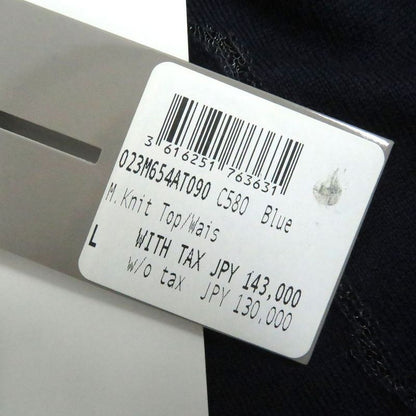 3 616251 763631
023M654AT090 C580 Blue
M.Knit Top/Wais
L
WITH TAX JPY 143,000
w/o tax JPY 130,000